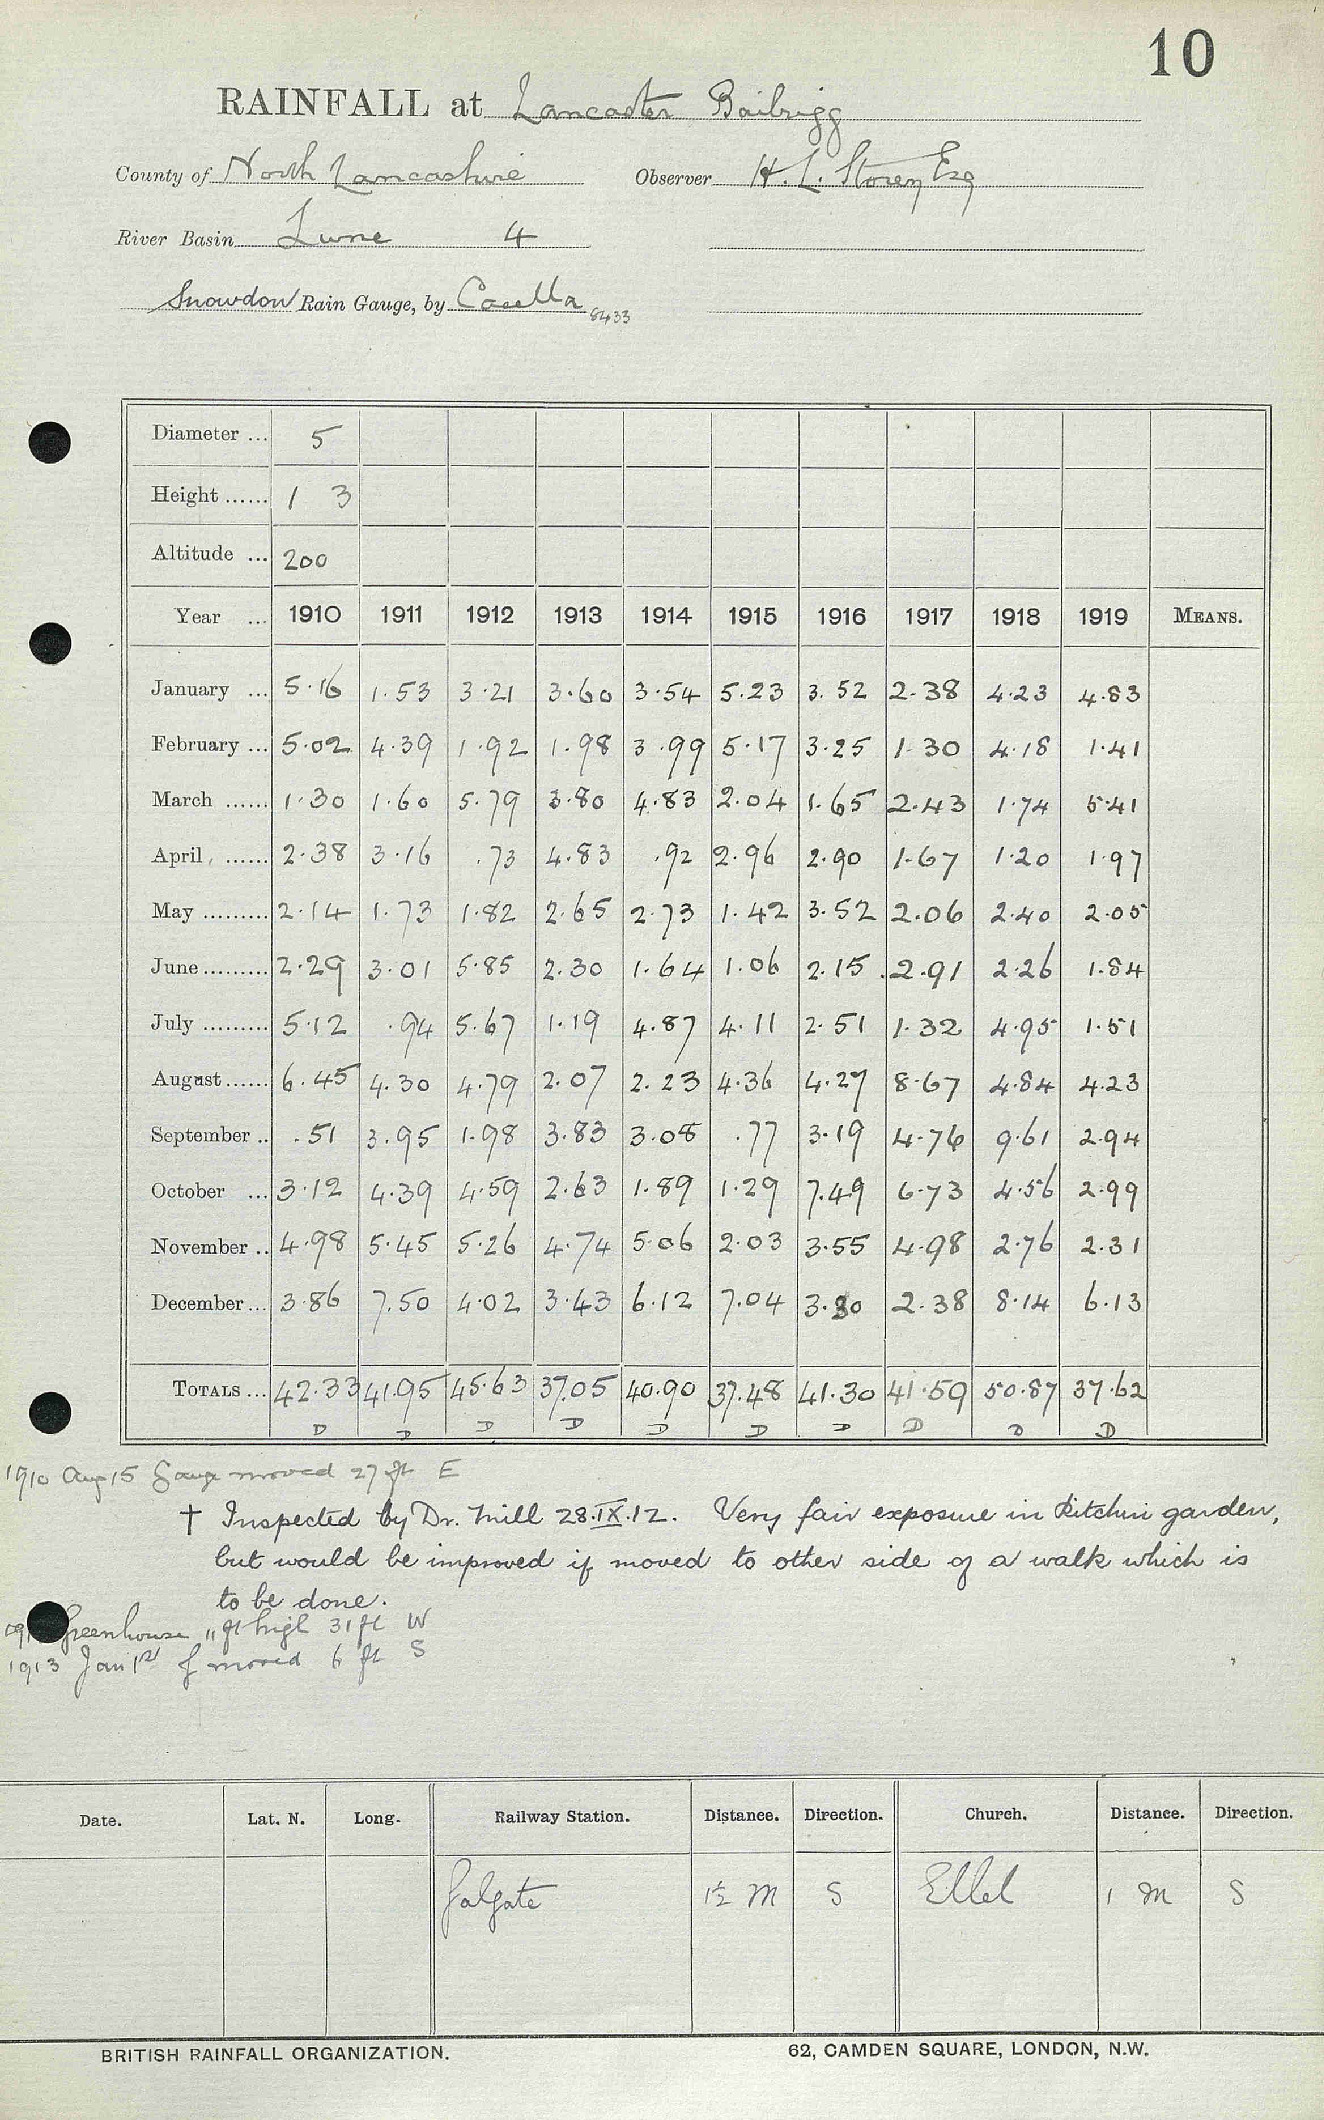 10
RAINFALL at Lancaster Bailrigg
County of North Lancashire Observer H. L. Storey Esq
River Basin Lune 4
Snowdon Rain Gauge, by Casella 8433
Diameter ... 5
Height ...... 1 3
Altitude ... 200
Year ... 1910 1911 1912 1913 1914 1915 1916 1917 1918 1919 MEANS.
January ... 5.16 1.53 3.21 3.60 3.54 5.23 3.52 2.38 4.23 4.83
February ... 5.02 4.39 1.92 1.98 3.99 5.17 3.25 1.30 4.18 1.41
March ...... 1.30 1.60 5.79 3.80 4.83 2.04 1.65 2.43 1.74 5.41
April ...... 2.38 3.16 .73 4.83 .92 2.96 2.90 1.67 1.20 1.97
May ......... 2.14 1.73 1.82 2.65 2.73 1.42 3.52 2.06 2.40 2.05
June ......... 2.29 3.01 5.85 2.30 1.64 1.06 2.15 2.91 2.26 1.84
July ......... 5.12 .94 5.67 1.19 4.87 4.11 2.51 1.32 4.95 1.51
August ...... 6.45 4.30 4.79 2.07 2.23 4.36 4.27 8.67 4.84 4.23
September .. .51 3.95 1.98 3.83 3.08 .77 3.19 4.76 9.61 2.94
October ... 3.12 4.39 4.59 2.63 1.89 1.29 7.49 6.73 4.56 2.99
November .. 4.98 5.45 5.26 4.74 5.06 2.03 3.55 4.98 2.76 2.31
December ... 3.86 7.50 4.02 3.43 6.12 7.04 3.30 2.38 8.14 6.13
TOTALS ... 42.33 41.95 45.63 37.05 40.90 37.48 41.30 41.59 50.87 37.62
D D D D D D D D D D
1910 Aug 15 Gauge moved 27 ft E
† Inspected by Dr. Mill 28.IX.12. Very fair exposure in kitchen garden,
but would be improved if moved to other side of a walk which is
to be done.
Greenhouse 11 ft high 31 ft W
1913 Jan 1st moved 6 ft S
Date. Lat. N. Long. Railway Station. Distance. Direction. Church. Distance. Direction.
Galgate 1½ M S Ellel 1 M S
BRITISH RAINFALL ORGANIZATION. 62, CAMDEN SQUARE, LONDON, N.W.